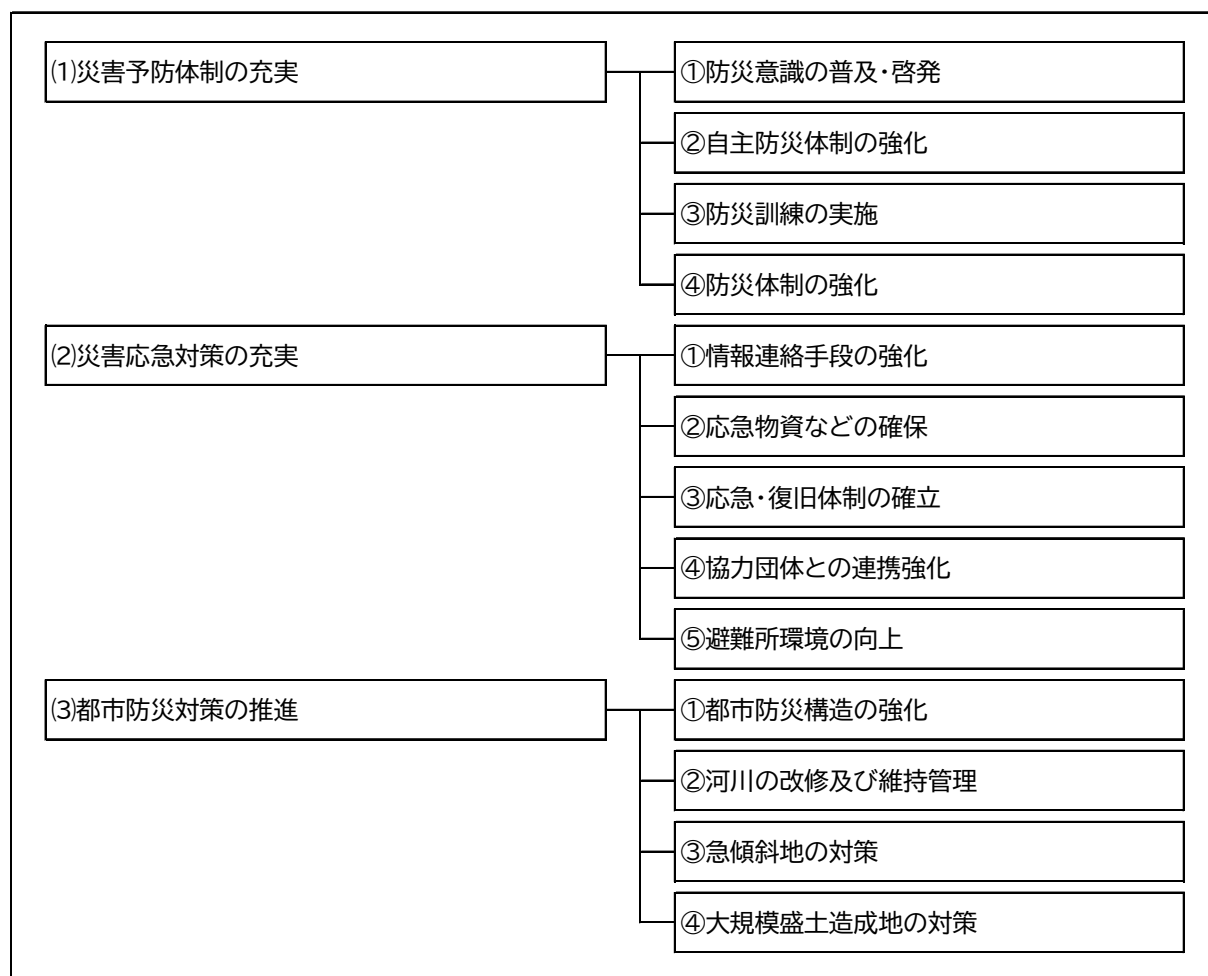 ⑴災害予防体制の充実
①防災意識の普及・啓発
②自主防災体制の強化
③防災訓練の実施
④防災体制の強化
⑵災害応急対策の充実
①情報連絡手段の強化
②応急物資などの確保
③応急・復旧体制の確立
④協力団体との連携強化
⑤避難所環境の向上
⑶都市防災対策の推進
①都市防災構造の強化
②河川の改修及び維持管理
③急傾斜地の対策
④大規模盛土造成地の対策